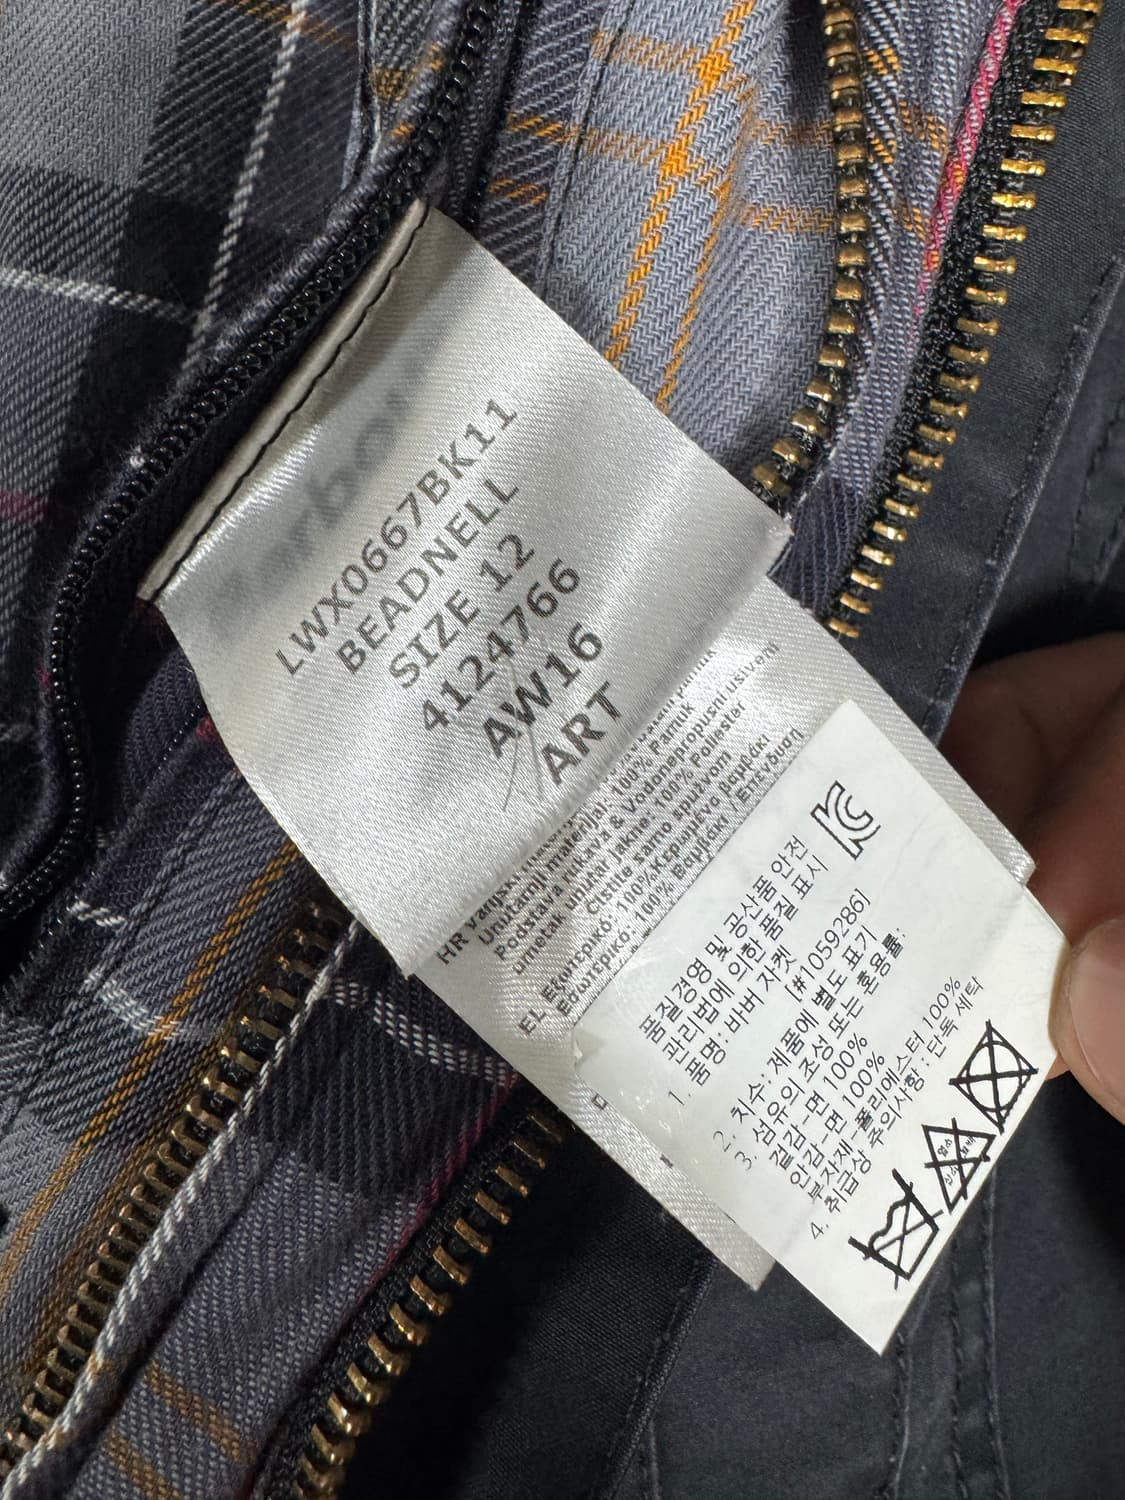 LWX0667BK11
BEADNELL
SIZE 12
4124766
AW16
ART
100% Pamuk
Unutarnji materijal: 100% Pamuk
Podstava rukava & Vodonepropusni usivem
umetak unutar jakne- 100% Poliester
Čistite samo spužvom
EL Εξωτερικό: 100%Κερωμένο βαμβάκι
Εσωτερικό: 100% Βαμβάκι /Επένδυση
품질경영 및 공산품 안전
관리법에 의한 품질 표시
1. 품명: 바버 자켓
[#1059286]
2. 치수: 제품에 별도 표기
3. 섬유의 조성 또는 혼용률:
겉감-면 100%
안감-면 100%
부자재-폴리에스터 100%
4. 취급상 주의사항: 단독 세탁